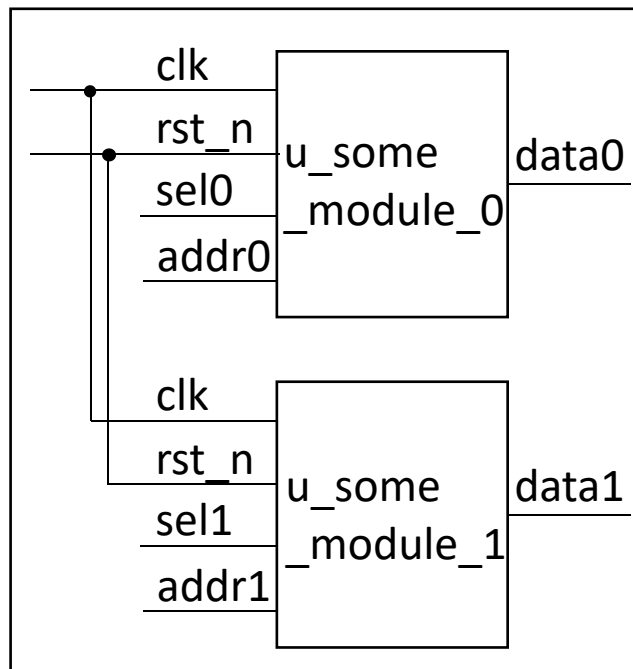 clk
rst_n
sel0
addr0
u_some
_module_0
data0
clk
rst_n
sel1
addr1
u_some
_module_1
data1